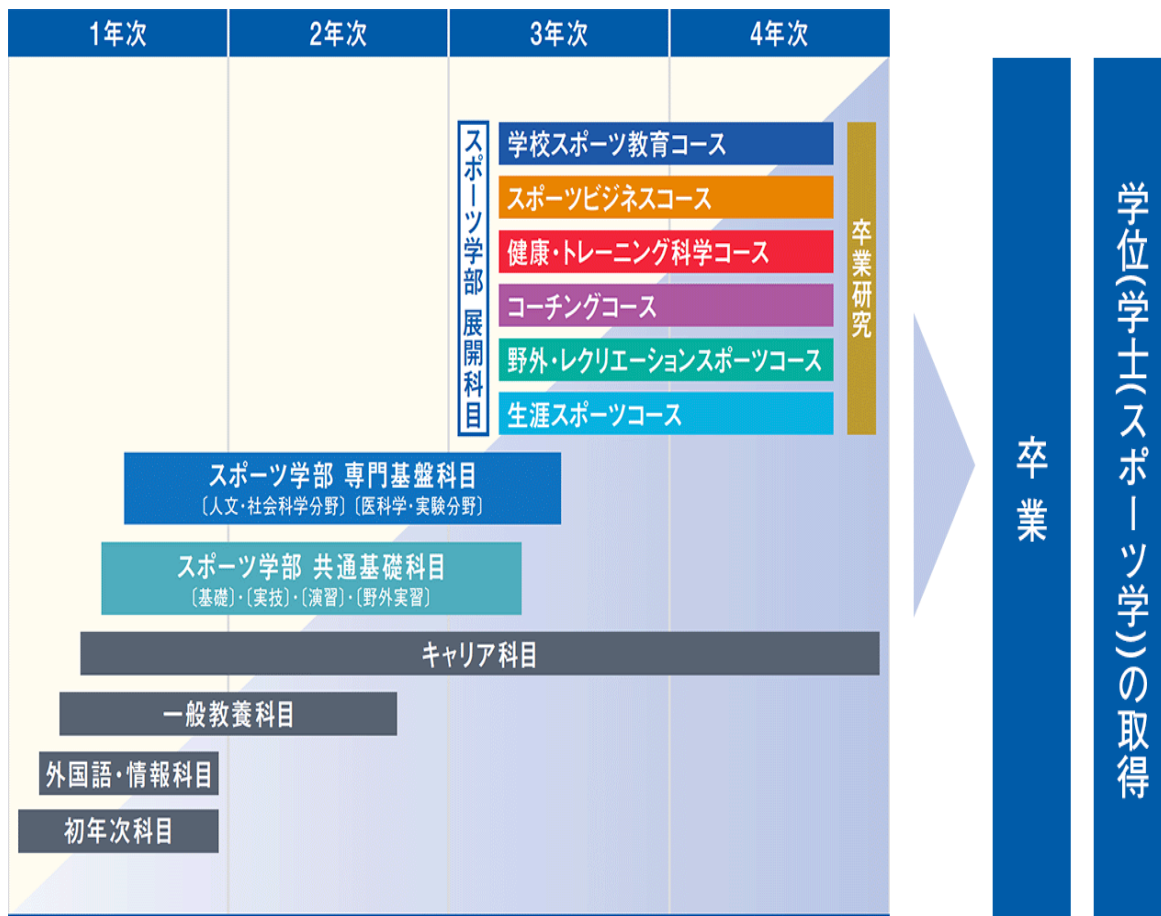 1年次
2年次
3年次
4年次
スポーツ学部 展開科目
学校スポーツ教育コース
スポーツビジネスコース
健康・トレーニング科学コース
コーチングコース
野外・レクリエーションスポーツコース
生涯スポーツコース
卒業研究
スポーツ学部 専門基盤科目
〔人文・社会科学分野〕〔医科学・実験分野〕
スポーツ学部 共通基礎科目
〔基礎〕・〔実技〕・〔演習〕・〔野外実習〕
キャリア科目
一般教養科目
外国語・情報科目
初年次科目
卒業
学位(学士(スポーツ学))の取得